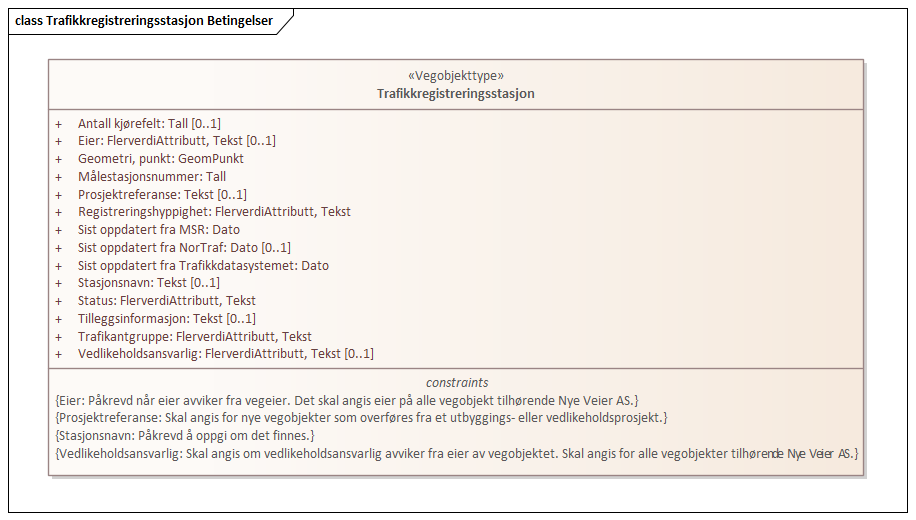 class Trafikkregistreringsstasjon Betingelser
«Vegobjekttype»
Trafikkregistreringsstasjon
+ Antall kjørefelt: Tall [0..1]
+ Eier: FlerverdiAttributt, Tekst [0..1]
+ Geometri, punkt: GeomPunkt
+ Målestasjonsnummer: Tall
+ Prosjektreferanse: Tekst [0..1]
+ Registreringshyppighet: FlerverdiAttributt, Tekst
+ Sist oppdatert fra MSR: Dato
+ Sist oppdatert fra NorTraf: Dato [0..1]
+ Sist oppdatert fra Trafikkdatasystemet: Dato
+ Stasjonsnavn: Tekst [0..1]
+ Status: FlerverdiAttributt, Tekst
+ Tilleggsinformasjon: Tekst [0..1]
+ Trafikantgruppe: FlerverdiAttributt, Tekst
+ Vedlikeholdsansvarlig: FlerverdiAttributt, Tekst [0..1]
constraints
{Eier: Påkrevd når eier avviker fra vegeier. Det skal angis eier på alle vegobjekt tilhørende Nye Veier AS.}
{Prosjektreferanse: Skal angis for nye vegobjekter som overføres fra et utbyggings- eller vedlikeholdsprosjekt.}
{Stasjonsnavn: Påkrevd å oppgi om det finnes.}
{Vedlikeholdsansvarlig: Skal angis om vedlikeholdsansvarlig avviker fra eier av vegobjektet. Skal angis for alle vegobjekter tilhørende Nye Veier AS.}